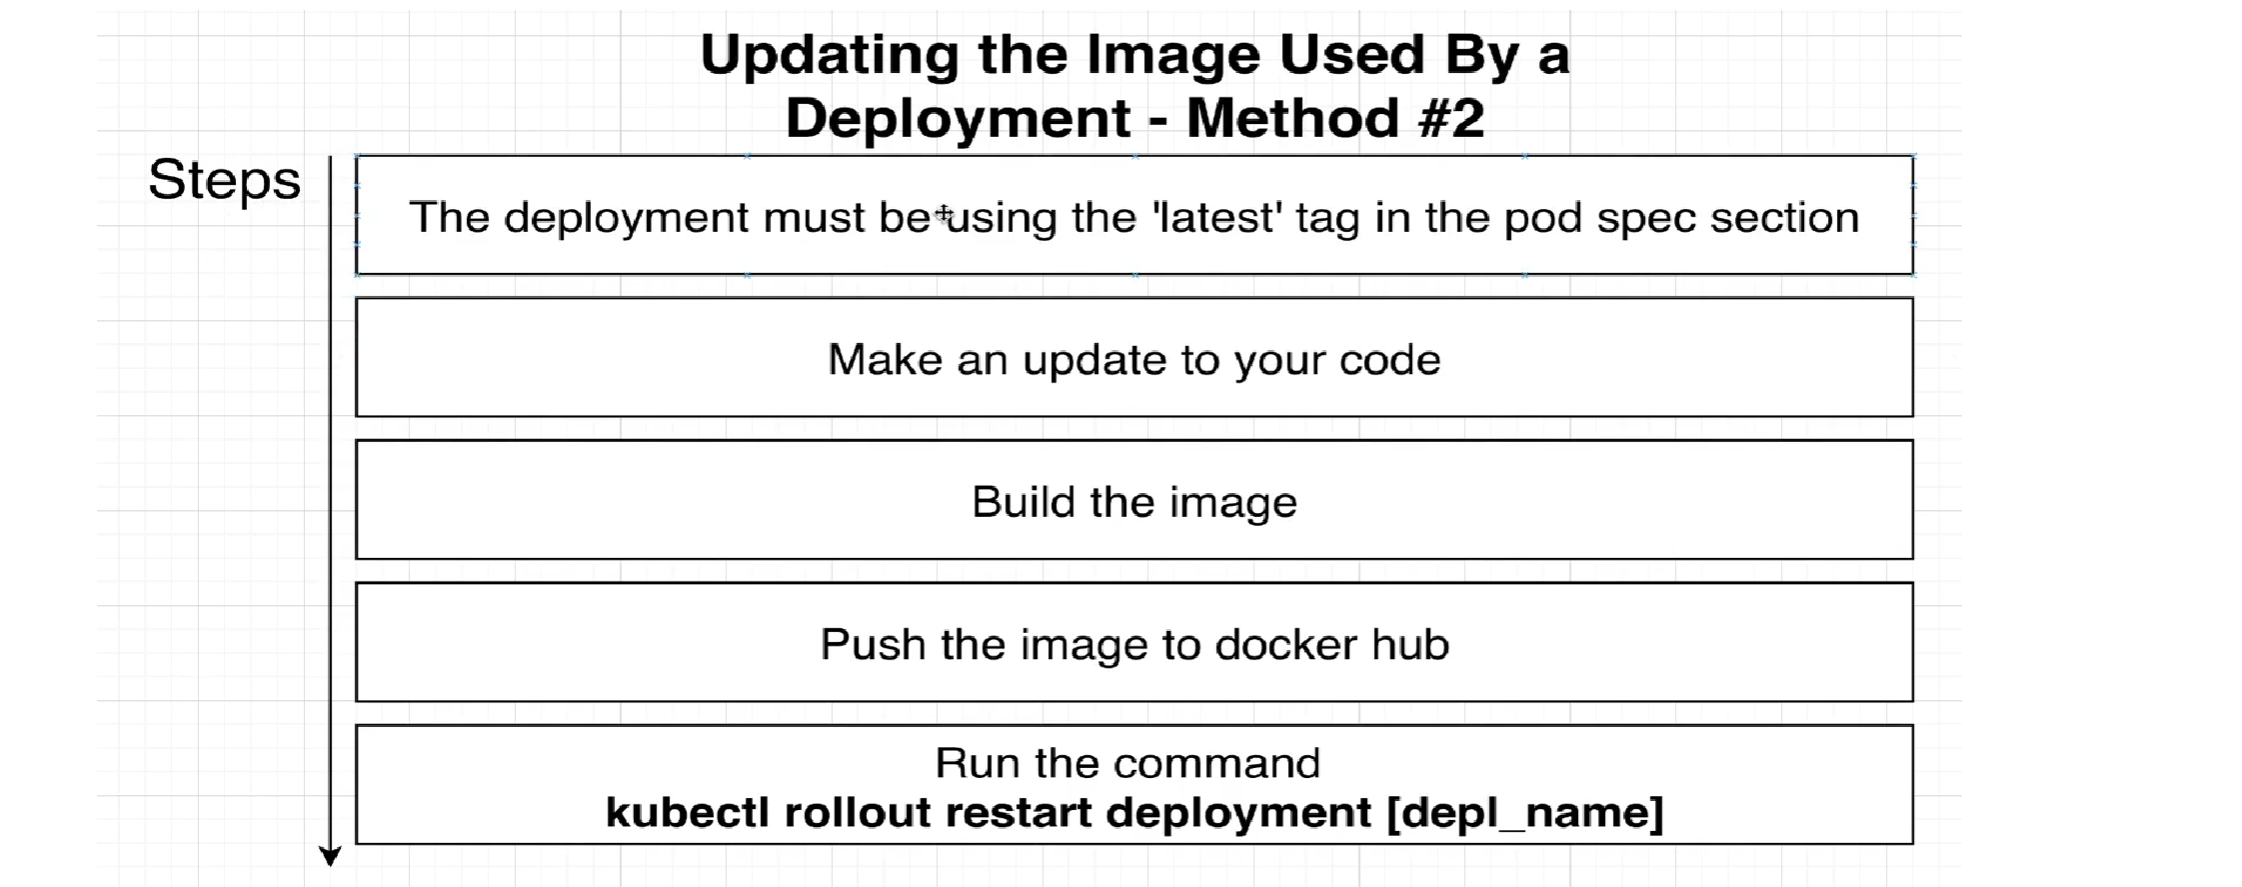 Updating the Image Used By a
Deployment - Method #2
Steps
The deployment must be using the 'latest' tag in the pod spec section
Make an update to your code
Build the image
Push the image to docker hub
Run the command
kubectl rollout restart deployment [depl_name]